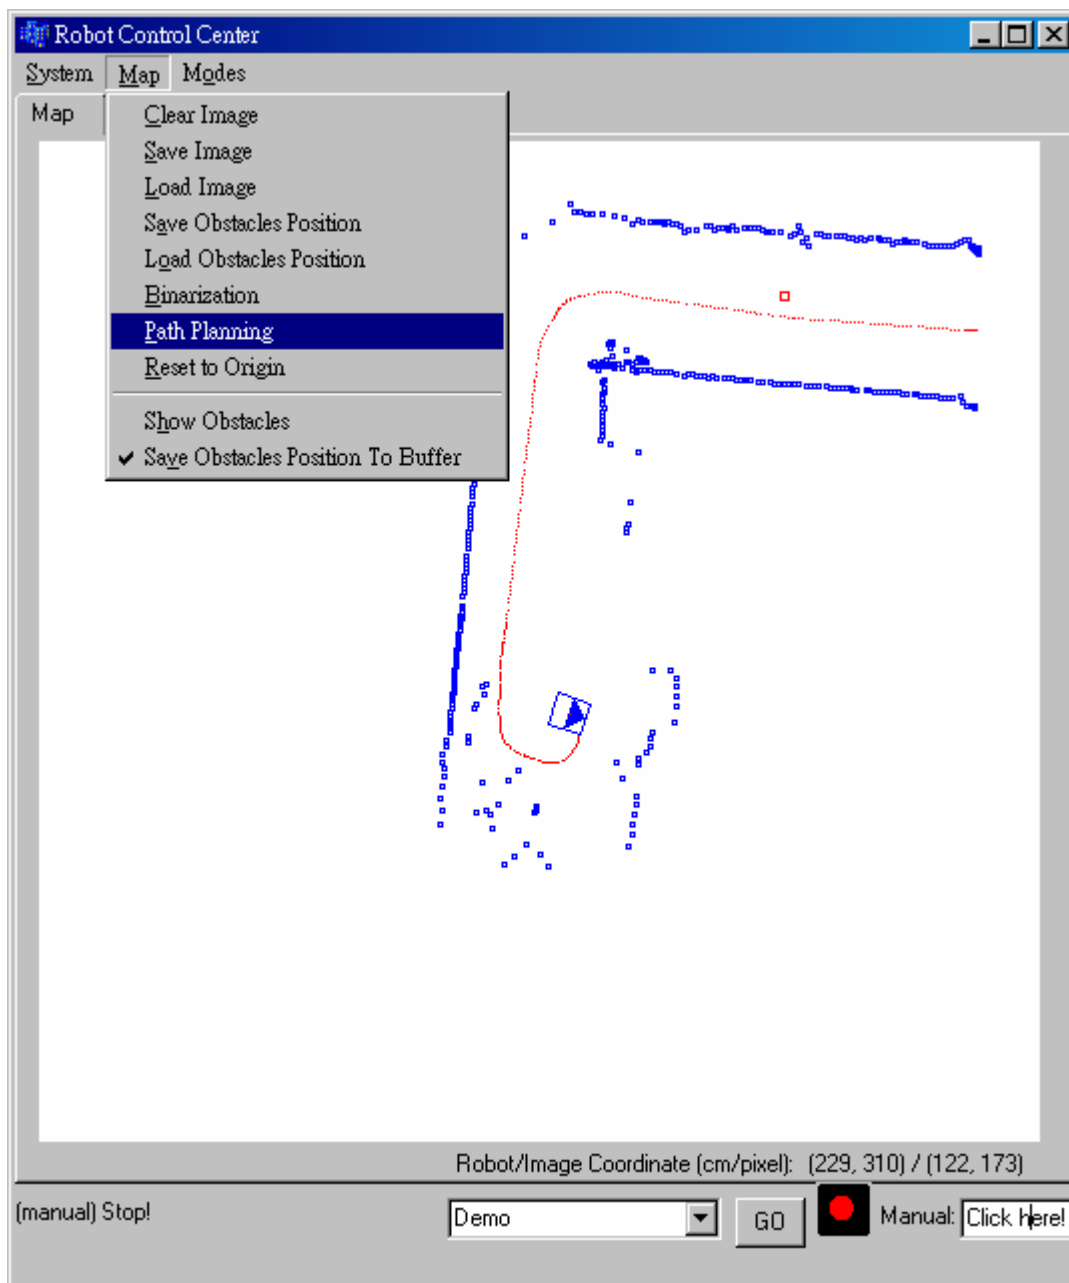 Robot Control Center
System Map Modes
Map
Clear Image
Save Image
Load Image
Save Obstacles Position
Load Obstacles Position
Binarization
Path Planning
Reset to Origin
Show Obstacles
Save Obstacles Position To Buffer
Robot/Image Coordinate (cm/pixel): (229, 310) / (122, 173)
(manual) Stop! Demo GO Manual: Click here!